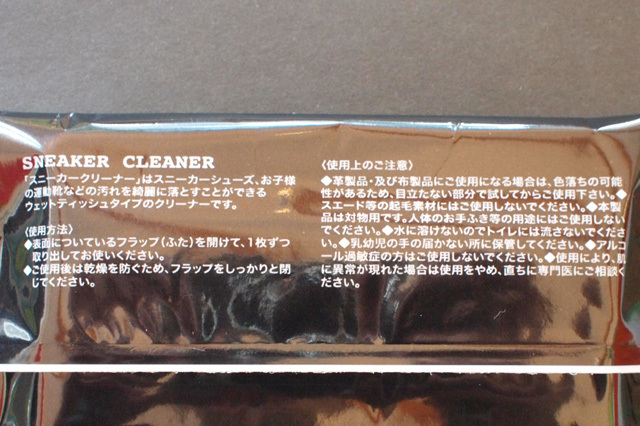 SNEAKER CLEANER
「スニーカークリーナー」はスニーカーシューズ、お子様
の運動靴などの汚れを綺麗に落とすことができる
ウェットティッシュタイプのクリーナーです。
〈使用方法〉
◆表面についているフラップ(ふた)を開けて、1枚ずつ
取り出してお使いください。
◆ご使用後は乾燥を防ぐため、フラップをしっかりと閉
じてください。
〈使用上のご注意〉
◆革製品・及び布製品にご使用になる場合は、色落ちの可能
性があるため、目立たない部分で試してからご使用下さい。◆
スエード等の起毛素材にはご使用しないでください。◆本製
品は対物用です。人体のお手ふき等の用途にはご使用しない
でください。◆水に溶けないのでトイレには流さないでくださ
い。◆乳幼児の手の届かない所に保管してください。◆アルコ
ール過敏症の方はご使用しないでください。◆使用により、肌
に異常が現れた場合は使用をやめ、直ちに専門医にご相談く
ださい。